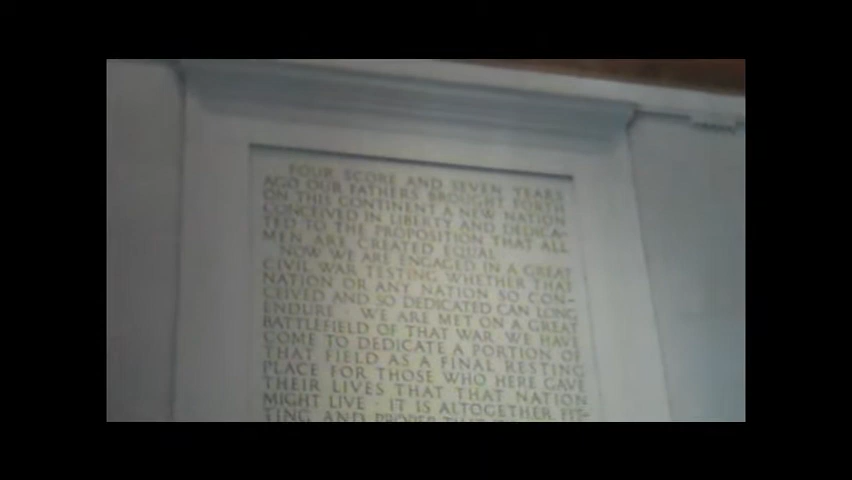 FOUR SCORE AND SEVEN YEARS
AGO OUR FATHERS BROUGHT FORTH
ON THIS CONTINENT A NEW NATION
CONCEIVED IN LIBERTY AND DEDICA-
TED TO THE PROPOSITION THAT ALL
MEN ARE CREATED EQUAL ·
NOW WE ARE ENGAGED IN A GREAT
CIVIL WAR TESTING WHETHER THAT
NATION OR ANY NATION SO CON-
CEIVED AND SO DEDICATED CAN LONG
ENDURE · WE ARE MET ON A GREAT
BATTLEFIELD OF THAT WAR · WE HAVE
COME TO DEDICATE A PORTION OF
THAT FIELD AS A FINAL RESTING
PLACE FOR THOSE WHO HERE GAVE
THEIR LIVES THAT THAT NATION
MIGHT LIVE · IT IS ALTOGETHER FIT-
TING AND PROPER THAT